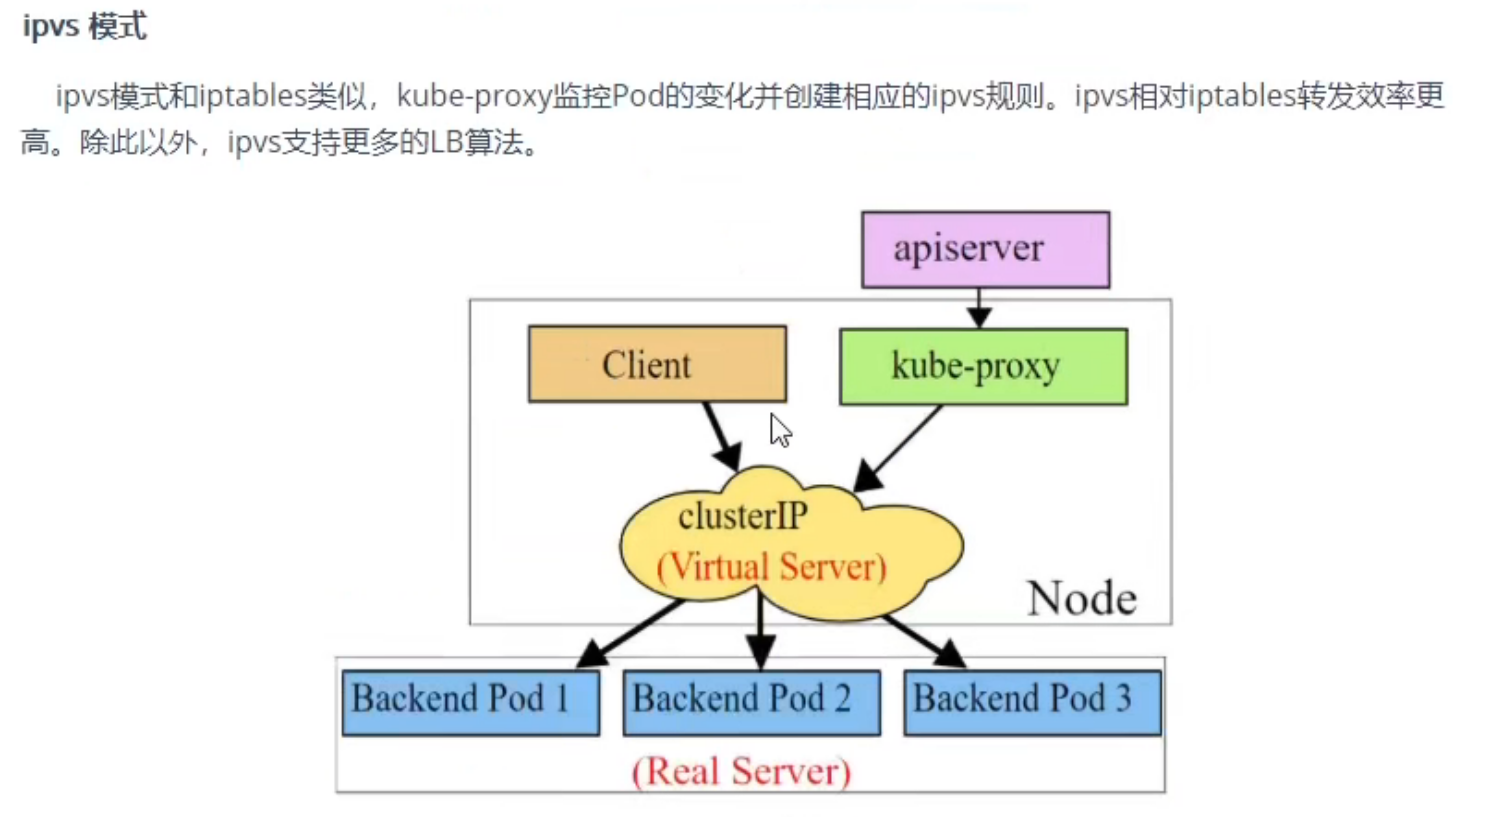 ipvs 模式
ipvs模式和iptables类似，kube-proxy监控Pod的变化并创建相应的ipvs规则。ipvs相对iptables转发效率更
高。除此以外，ipvs支持更多的LB算法。
apiserver
Client
kube-proxy
clusterIP
(Virtual Server)
Node
Backend Pod 1
Backend Pod 2
Backend Pod 3
(Real Server)